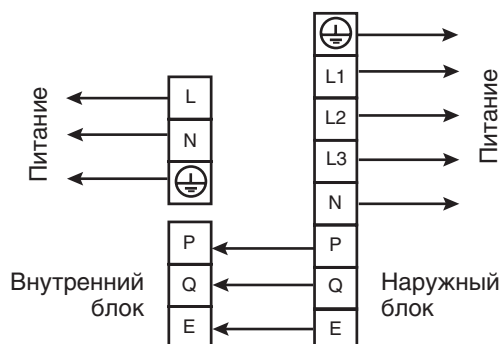 L1
L
L2
Питание
Питание
N
L3
N
P
P
Внутренний
блок
Q
Q
Наружный
блок
E
E